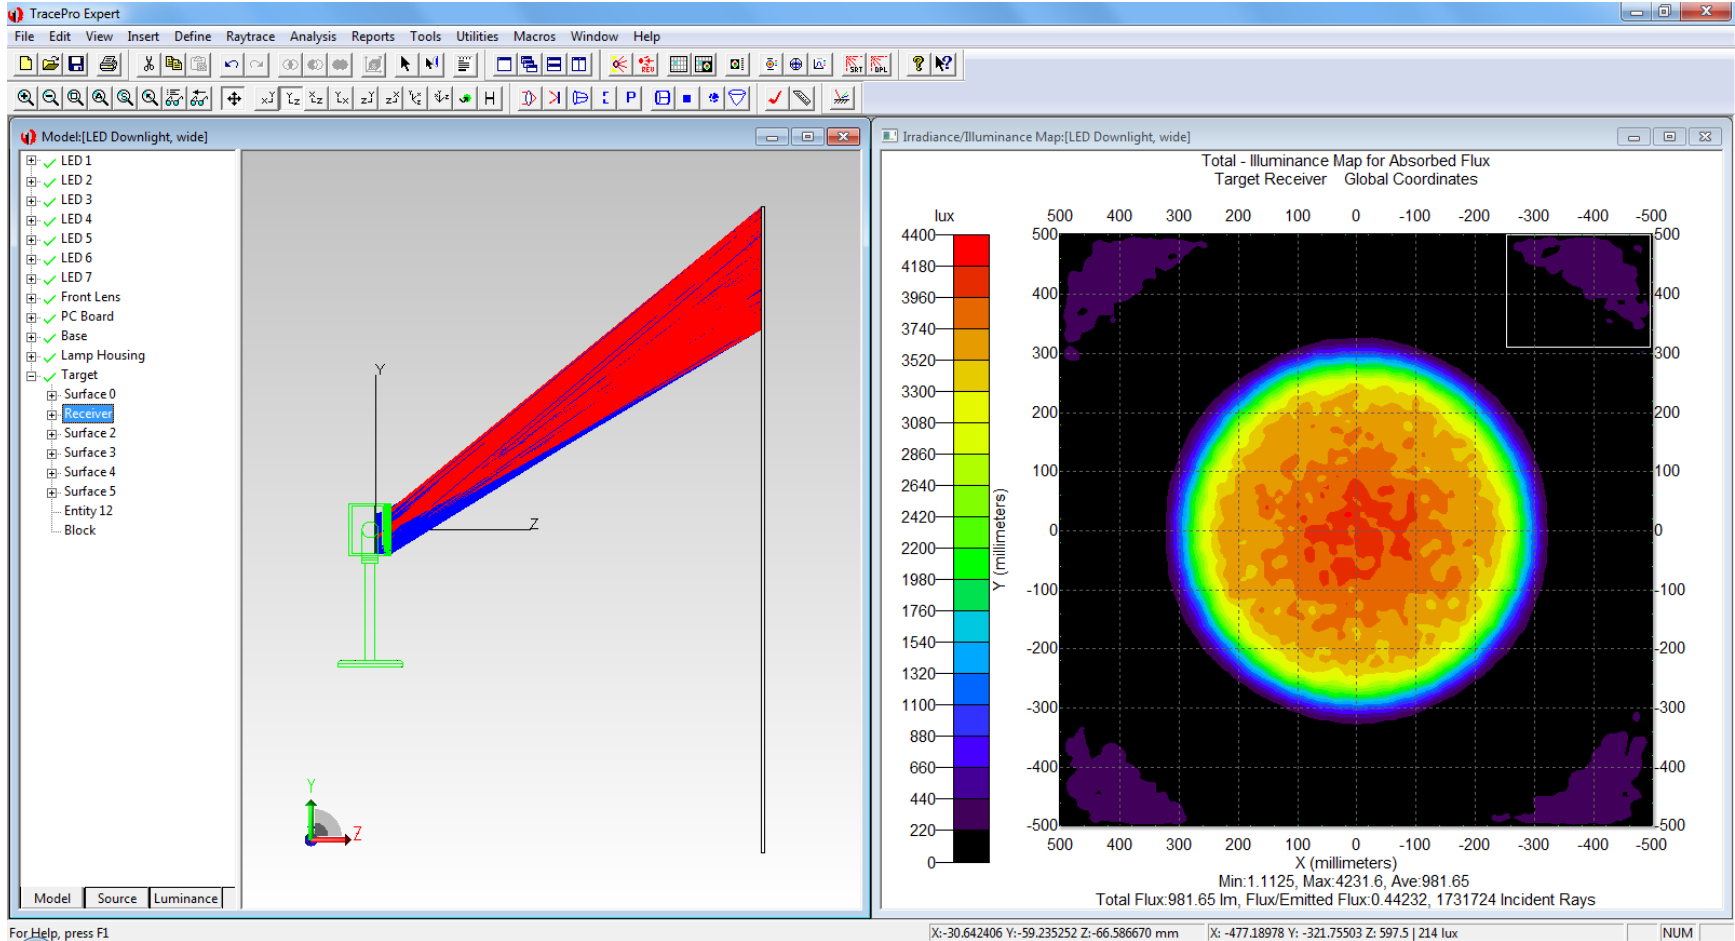 TracePro Expert
File Edit View Insert Define Raytrace Analysis Reports Tools Utilities Macros Window Help
Model:[LED Downlight, wide]
LED 1
LED 2
LED 3
LED 4
LED 5
LED 6
LED 7
Front Lens
PC Board
Base
Lamp Housing
Target
Surface 0
Receiver
Surface 2
Surface 3
Surface 4
Surface 5
Entity 12
Block
Model Source Luminance
Y
Z
Y
Z
Irradiance/Illuminance Map:[LED Downlight, wide]
Total - Illuminance Map for Absorbed Flux
Target Receiver Global Coordinates
lux
4400
4180
3960
3740
3520
3300
3080
2860
2640
2420
2200
1980
1760
1540
1320
1100
880
660
440
220
0
500 400 300 200 100 0 -100 -200 -300 -400 -500
500 500
400 400
300 300
200 200
100 100
0 0
-100 -100
-200 -200
-300 -300
-400 -400
-500 -500
Y (millimeters)
500 400 300 200 100 0 -100 -200 -300 -400 -500
X (millimeters)
Min:1.1125, Max:4231.6, Ave:981.65
Total Flux:981.65 lm, Flux/Emitted Flux:0.44232, 1731724 Incident Rays
For Help, press F1
X:-30.642406 Y:-59.235252 Z:-66.586670 mm
X: -477.18978 Y: -321.75503 Z: 597.5 | 214 lux
NUM